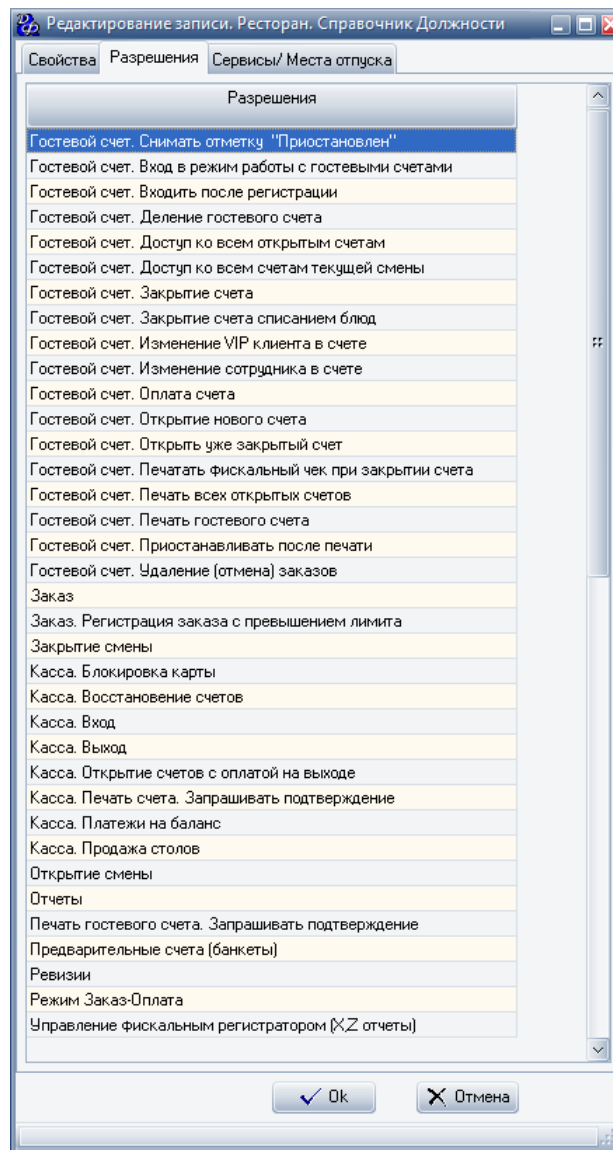 Редактирование записи. Ресторан. Справочник Должности
Свойства Разрешения Сервисы/ Места отпуска
Разрешения
Гостевой счет. Снимать отметку "Приостановлен"
Гостевой счет. Вход в режим работы с гостевыми счетами
Гостевой счет. Входить после регистрации
Гостевой счет. Деление гостевого счета
Гостевой счет. Доступ ко всем открытым счетам
Гостевой счет. Доступ ко всем счетам текущей смены
Гостевой счет. Закрытие счета
Гостевой счет. Закрытие счета списанием блюд
Гостевой счет. Изменение VIP клиента в счете
Гостевой счет. Изменение сотрудника в счете
Гостевой счет. Оплата счета
Гостевой счет. Открытие нового счета
Гостевой счет. Открыть уже закрытый счет
Гостевой счет. Печатать фискальный чек при закрытии счета
Гостевой счет. Печать всех открытых счетов
Гостевой счет. Печать гостевого счета
Гостевой счет. Приостанавливать после печати
Гостевой счет. Удаление (отмена) заказов
Заказ
Заказ. Регистрация заказа с превышением лимита
Закрытие смены
Касса. Блокировка карты
Касса. Восстановение счетов
Касса. Вход
Касса. Выход
Касса. Открытие счетов с оплатой на выходе
Касса. Печать счета. Запрашивать подтверждение
Касса. Платежи на баланс
Касса. Продажа столов
Открытие смены
Отчеты
Печать гостевого счета. Запрашивать подтверждение
Предварительные счета (банкеты)
Ревизии
Режим Заказ-Оплата
Управление фискальным регистратором (X,Z отчеты)
Ok Отмена